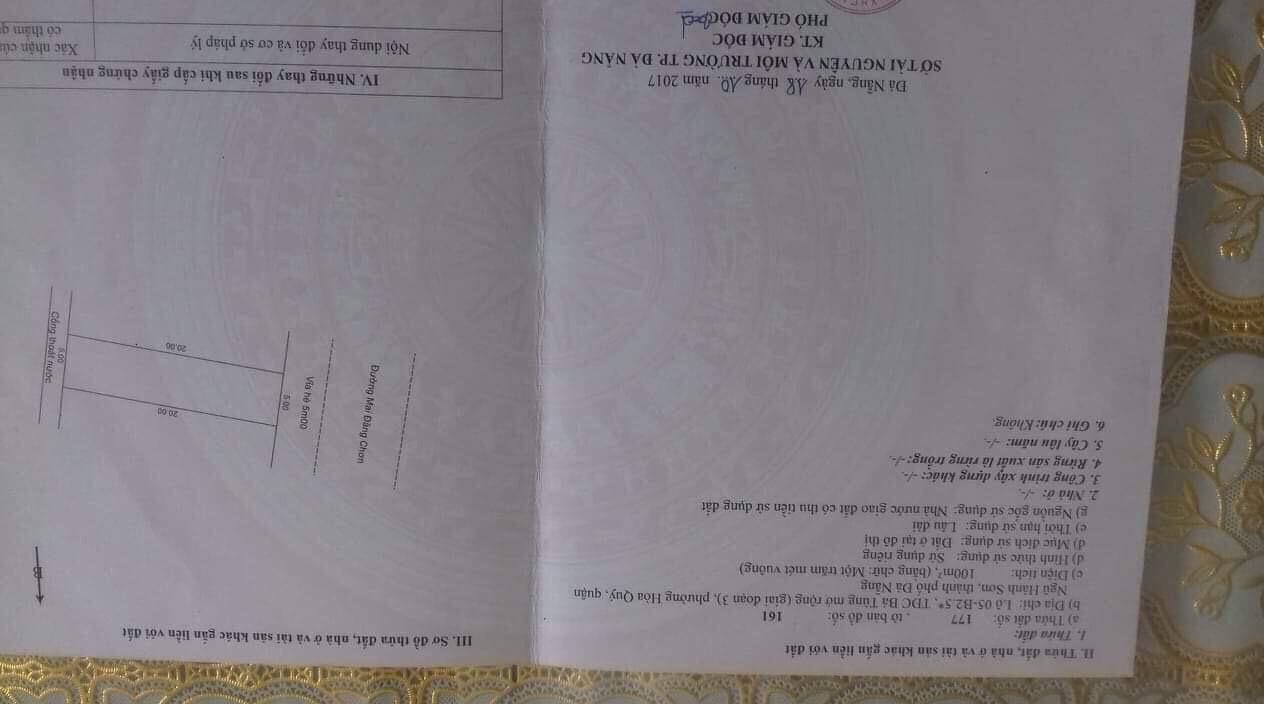 II. Thửa đất, nhà ở và tài sản khác gắn liền với đất
1. Thửa đất:
a) Thửa đất số: 177 , tờ bản đồ số: 161
b) Địa chỉ: Lô 05-B2.5*, TĐC Bá Tùng mở rộng (giai đoạn 3), phường Hòa Quý, quận
Ngũ Hành Sơn, thành phố Đà Nẵng
c) Diện tích: 100m², (bằng chữ: Một trăm mét vuông)
d) Hình thức sử dụng: Sử dụng riêng
đ) Mục đích sử dụng: Đất ở tại đô thị
e) Thời hạn sử dụng: Lâu dài
g) Nguồn gốc sử dụng: Nhà nước giao đất có thu tiền sử dụng đất
2. Nhà ở: -/-.
3. Công trình xây dựng khác: -/-.
4. Rừng sản xuất là rừng trồng: -/-.
5. Cây lâu năm: -/-.
6. Ghi chú: Không.
Đà Nẵng, ngày 18 tháng 10. năm 2017
SỞ TÀI NGUYÊN VÀ MÔI TRƯỜNG TP. ĐÀ NẴNG
KT. GIÁM ĐỐC
PHÓ GIÁM ĐỐC
III. Sơ đồ thửa đất, nhà ở và tài sản khác gắn liền với đất
B
Đường Mai Đăng Chơn
Vỉa hè 5m00
5.00
20.00
20.00
5.00
Cống thoát nước
IV. Những thay đổi sau khi cấp giấy chứng nhận
Nội dung thay đổi và cơ sở pháp lý
Xác nhận của
có thẩm q